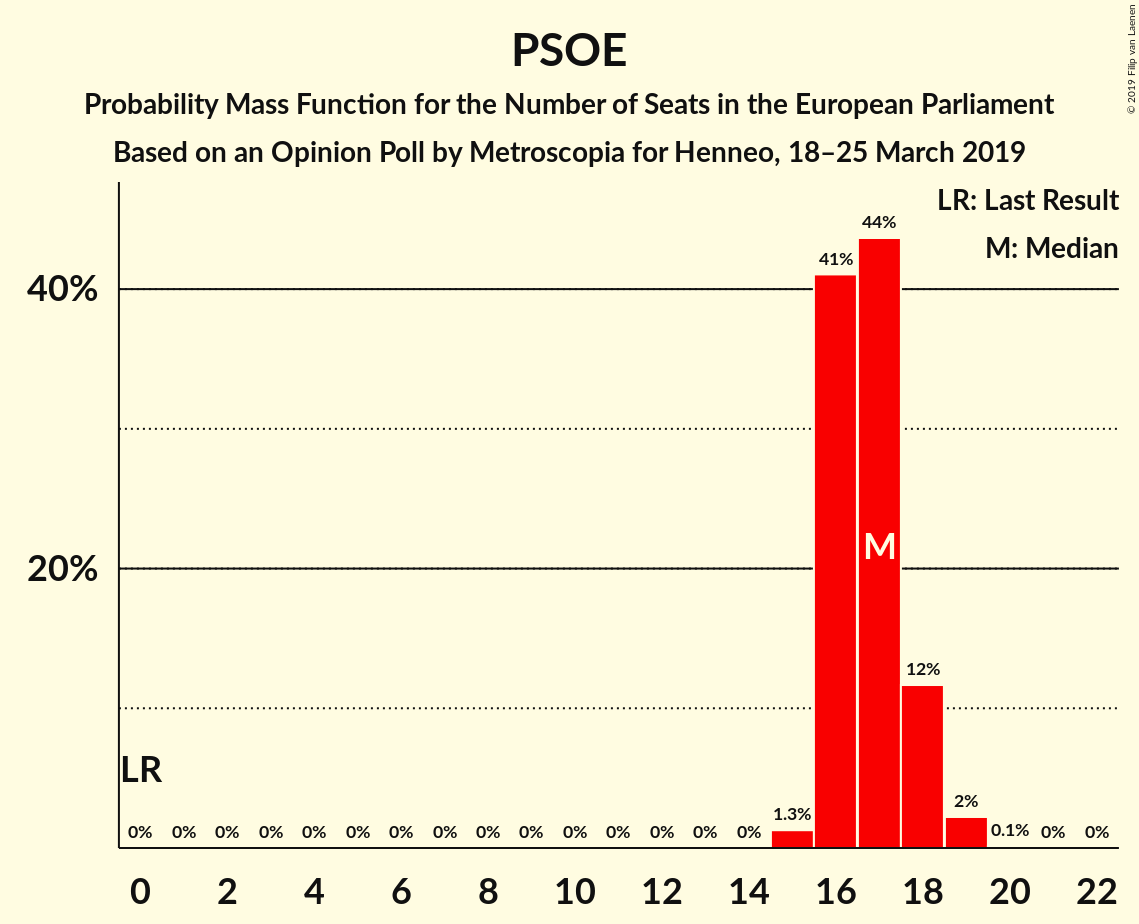 PSOE
Probability Mass Function for the Number of Seats in the European Parliament
Based on an Opinion Poll by Metroscopia for Henneo, 18–25 March 2019
© 2019 Filip van Laenen
LR: Last Result
M: Median
40%
20%
LR
M
0% 0% 0% 0% 0% 0% 0% 0% 0% 0% 0% 0% 0% 0% 0% 1.3% 41% 44% 12% 2% 0.1% 0% 0%
0 2 4 6 8 10 12 14 16 18 20 22